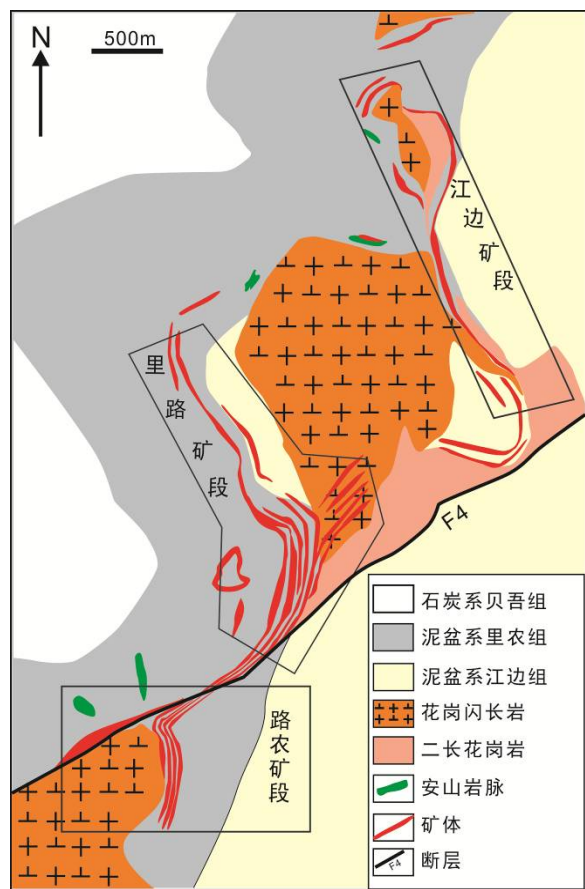 N
500m
江边矿段
里路矿段
F4
路农矿段
石炭系贝吾组
泥盆系里农组
泥盆系江边组
花岗闪长岩
二长花岗岩
安山岩脉
矿体
F4
断层